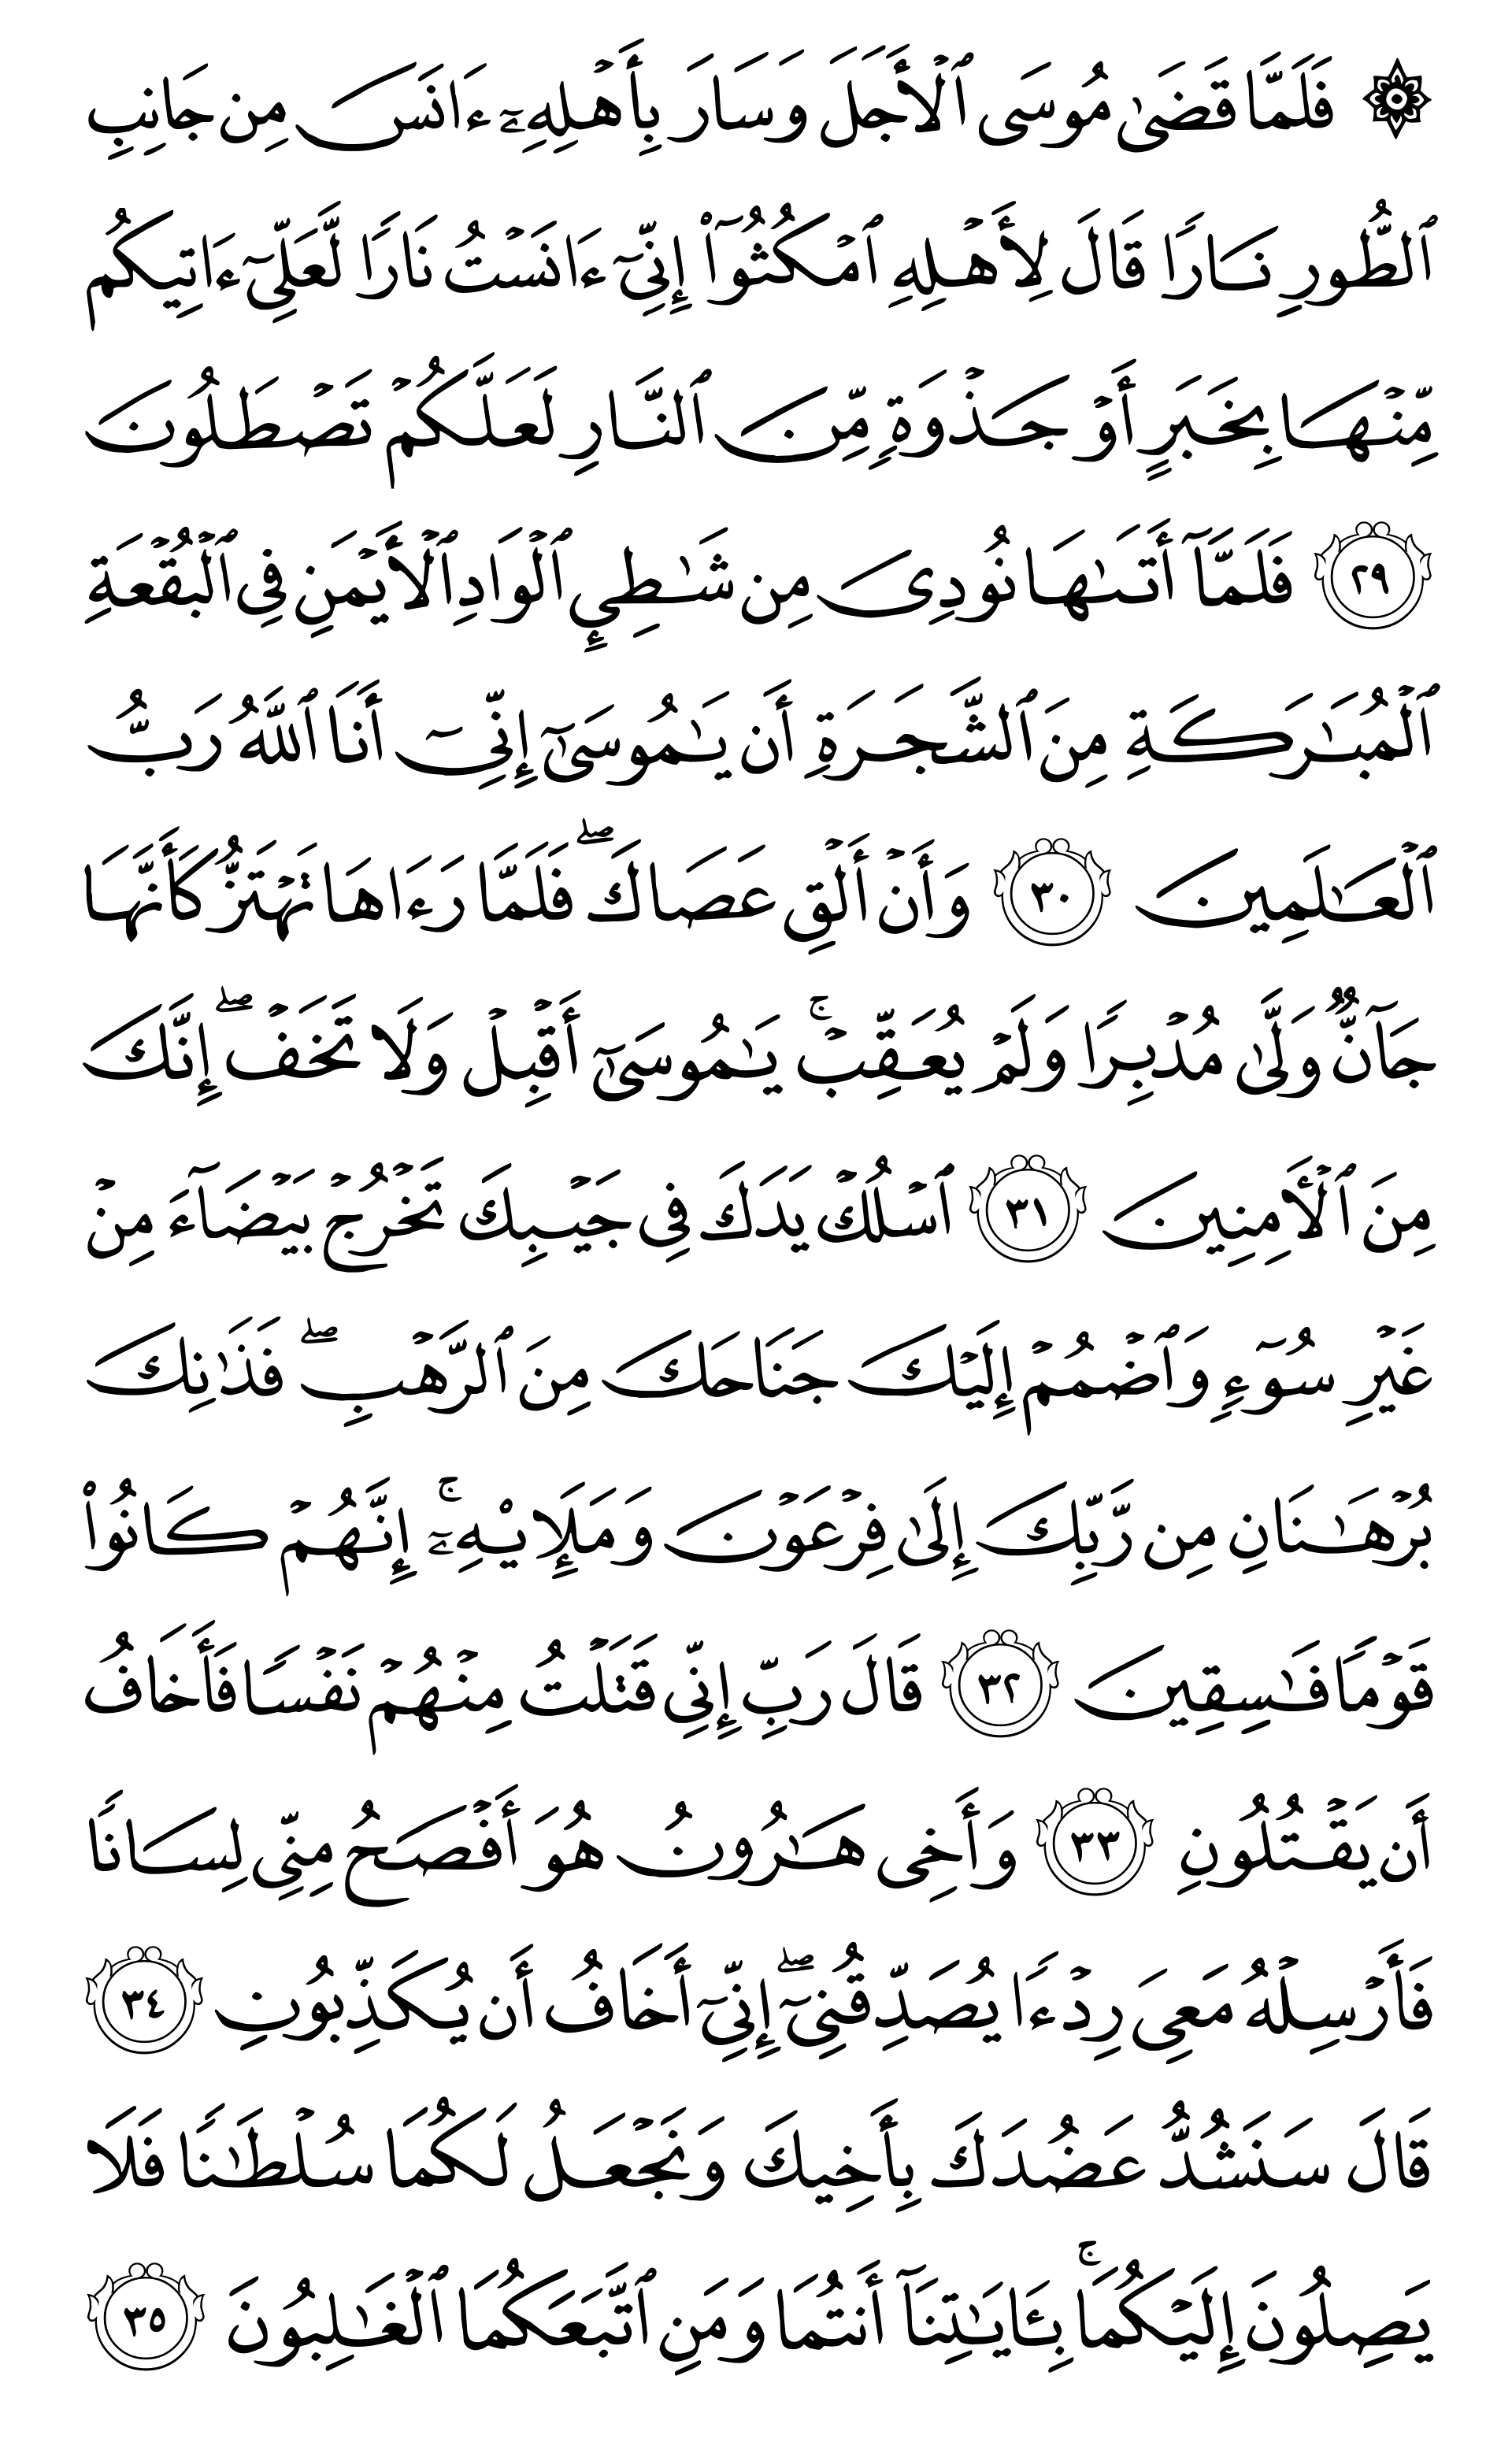 ۞ فَلَمَّا قَضَىٰ مُوسَى ٱلۡأَجَلَ وَسَارَ بِأَهۡلِهِۦٓ ءَانَسَ مِن جَانِبِ
ٱلطُّورِ نَارٗا قَالَ لِأَهۡلِهِ ٱمۡكُثُوٓاْ إِنِّيٓ ءَانَسۡتُ نَارٗا لَّعَلِّيٓ ءَاتِيكُم
مِّنۡهَا بِخَبَرٍ أَوۡ جَذۡوَةٖ مِّنَ ٱلنَّارِ لَعَلَّكُمۡ تَصۡطَلُونَ
٢٩ فَلَمَّآ أَتَىٰهَا نُودِيَ مِن شَٰطِيِٕ ٱلۡوَادِ ٱلۡأَيۡمَنِ فِي ٱلۡبُقۡعَةِ
ٱلۡمُبَٰرَكَةِ مِنَ ٱلشَّجَرَةِ أَن يَٰمُوسَىٰٓ إِنِّيٓ أَنَا ٱللَّهُ رَبُّ
ٱلۡعَٰلَمِينَ ٣٠ وَأَنۡ أَلۡقِ عَصَاكَۖ فَلَمَّا رَءَاهَا تَهۡتَزُّ كَأَنَّهَا
جَآنّٞ وَلَّىٰ مُدۡبِرٗا وَلَمۡ يُعَقِّبۡۚ يَٰمُوسَىٰٓ أَقۡبِلۡ وَلَا تَخَفۡۖ إِنَّكَ
مِنَ ٱلۡأٓمِنِينَ ٣١ ٱسۡلُكۡ يَدَكَ فِي جَيۡبِكَ تَخۡرُجۡ بَيۡضَآءَ مِنۡ
غَيۡرِ سُوٓءٖ وَٱضۡمُمۡ إِلَيۡكَ جَنَاحَكَ مِنَ ٱلرَّهۡبِۖ فَذَٰنِكَ
بُرۡهَٰنَانِ مِن رَّبِّكَ إِلَىٰ فِرۡعَوۡنَ وَمَلَإِيْهِۦٓۚ إِنَّهُمۡ كَانُواْ
قَوۡمٗا فَٰسِقِينَ ٣٢ قَالَ رَبِّ إِنِّي قَتَلۡتُ مِنۡهُمۡ نَفۡسٗا فَأَخَافُ
أَن يَقۡتُلُونِ ٣٣ وَأَخِي هَٰرُونُ هُوَ أَفۡصَحُ مِنِّي لِسَانٗا
فَأَرۡسِلۡهُ مَعِيَ رِدۡءٗا يُصَدِّقُنِيٓۖ إِنِّيٓ أَخَافُ أَن يُكَذِّبُونِ ٣٤
قَالَ سَنَشُدُّ عَضُدَكَ بِأَخِيكَ وَنَجۡعَلُ لَكُمَا سُلۡطَٰنٗا فَلَا
يَصِلُونَ إِلَيۡكُمَا بِـَٔايَٰتِنَآۚ أَنتُمَا وَمَنِ ٱتَّبَعَكُمَا ٱلۡغَٰلِبُونَ ٣٥